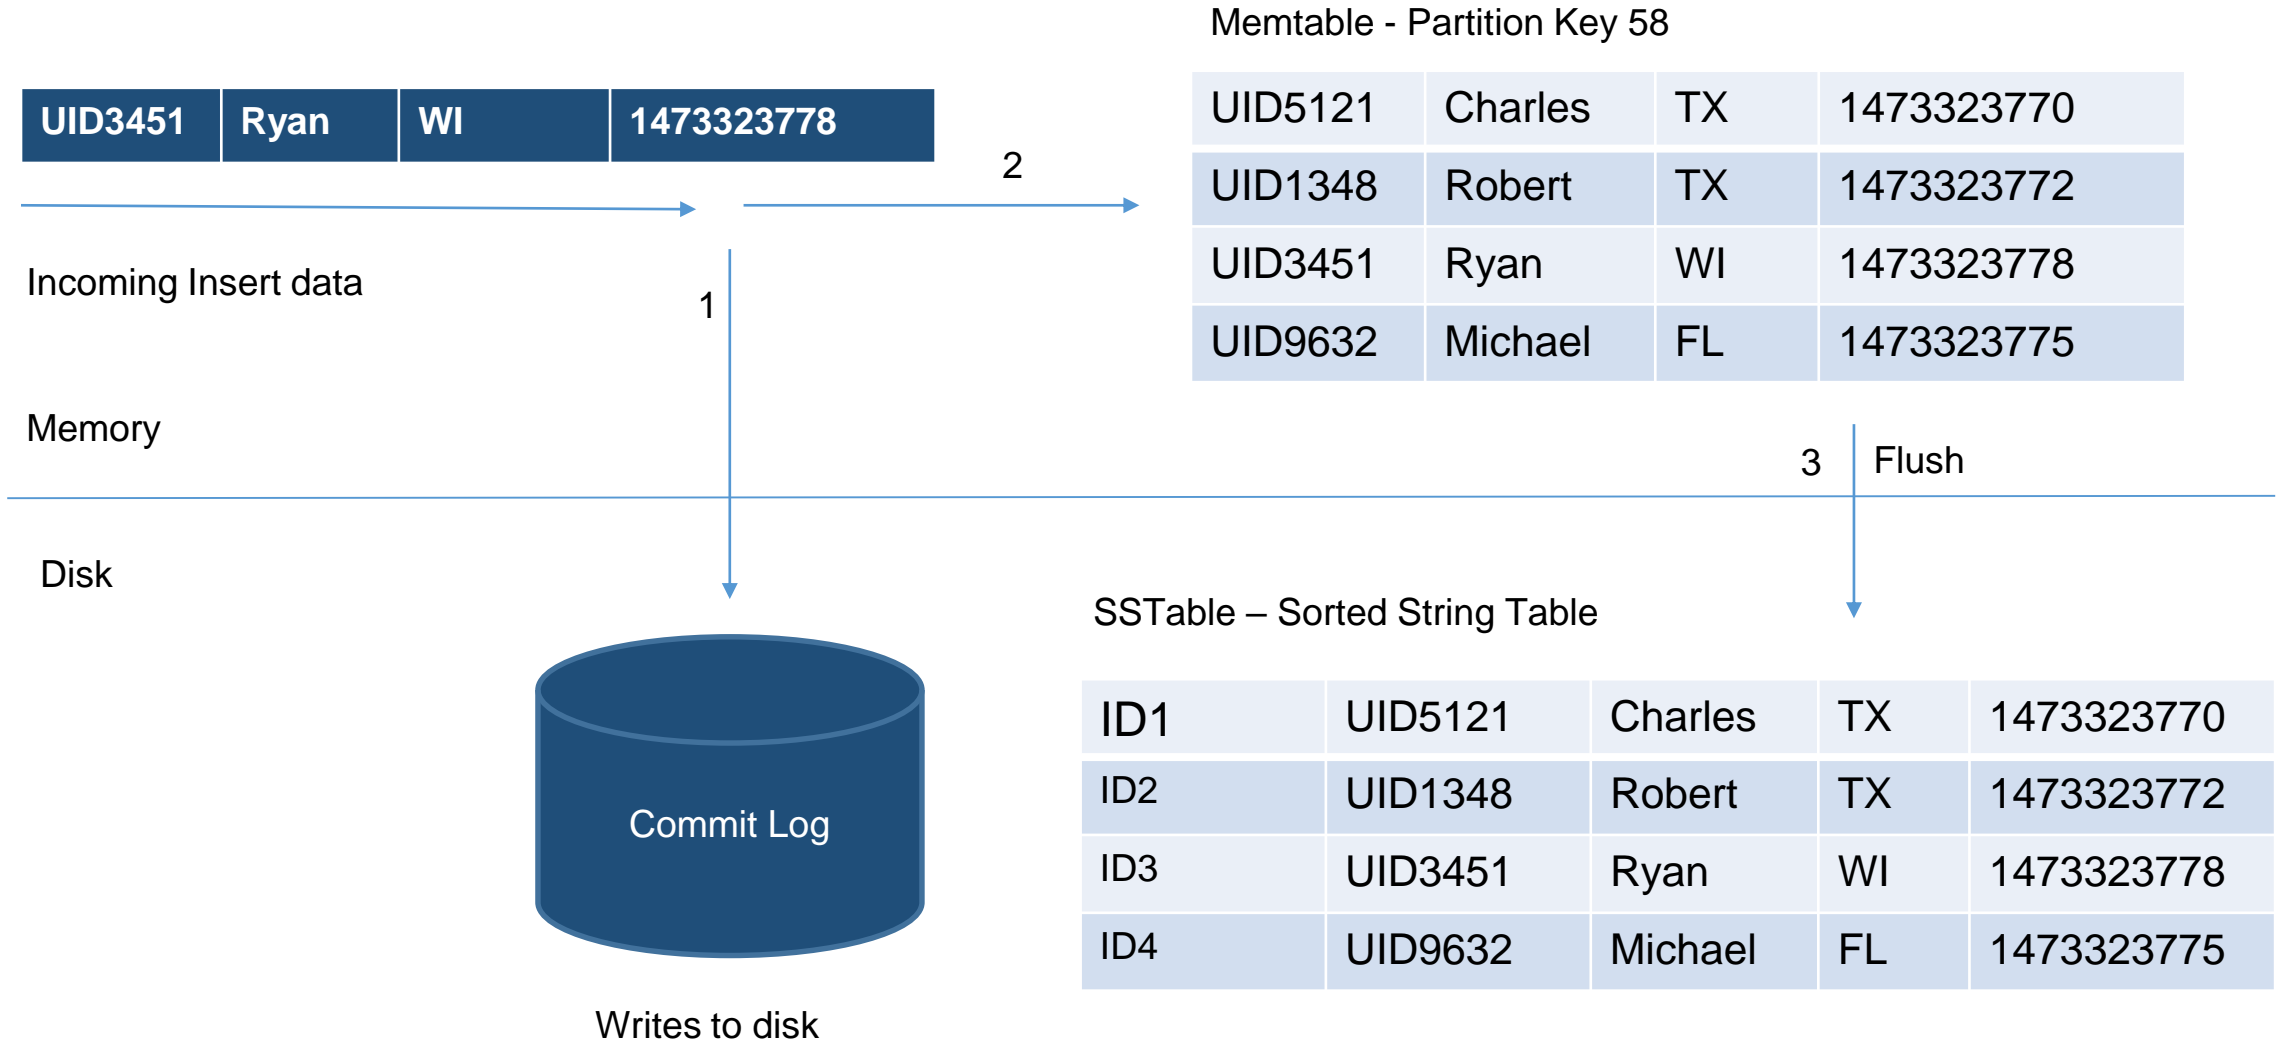 Memtable - Partition Key 58
UID3451 Ryan WI 1473323778
2
Incoming Insert data
1
UID5121 Charles TX 1473323770
UID1348 Robert TX 1473323772
UID3451 Ryan WI 1473323778
UID9632 Michael FL 1473323775
Memory
3 Flush
Disk
SSTable – Sorted String Table
Commit Log
Writes to disk
ID1 UID5121 Charles TX 1473323770
ID2 UID1348 Robert TX 1473323772
ID3 UID3451 Ryan WI 1473323778
ID4 UID9632 Michael FL 1473323775